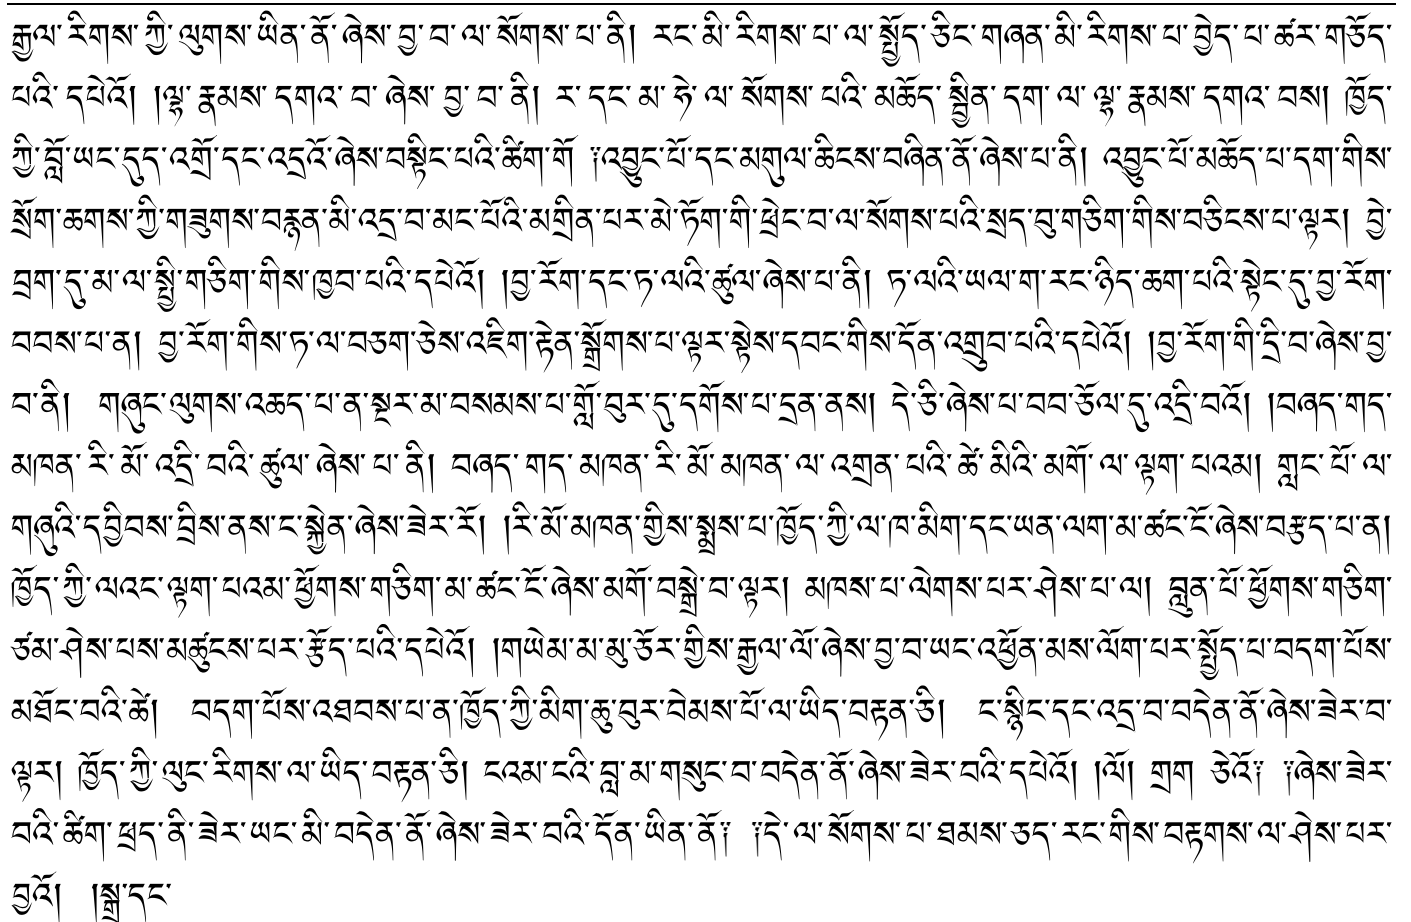 རྒྱལ་རིགས་ཀྱི་ལུགས་ཡིན་ནོ་ཞེས་བྱ་བ་ལ་སོགས་པ་ནི། རང་མི་རིགས་པ་ལ་སྤྱོད་ཅིང་གཞན་མི་རིགས་པ་བྱེད་པ་ཚར་གཅོད་
པའི་དཔེའོ། །ལྷ་རྣམས་དགའ་བ་ཞེས་བྱ་བ་ནི། ར་དང་མ་ཧེ་ལ་སོགས་པའི་མཆོད་སྦྱིན་དག་ལ་ལྷ་རྣམས་དགའ་བས། ཁྱོད་
ཀྱི་བློ་ཡང་དུད་འགྲོ་དང་འདྲའོ་ཞེས་བསྟིང་པའི་ཚིག་གོ ༑འབྱུང་པོ་དང་མགུལ་ཆིངས་བཞིན་ནོ་ཞེས་པ་ནི། འབྱུང་པོ་མཆོད་པ་དག་གིས་
སྲོག་ཆགས་ཀྱི་གཟུགས་བརྙན་མི་འདྲ་བ་མང་པོའི་མགྲིན་པར་མེ་ཏོག་གི་ཕྲེང་བ་ལ་སོགས་པའི་སྲད་བུ་གཅིག་གིས་བཅིངས་པ་ལྟར། བྱེ་
བྲག་དུ་མ་ལ་སྤྱི་གཅིག་གིས་ཁྱབ་པའི་དཔེའོ། །བྱ་རོག་དང་ཏ་ལའི་ཚུལ་ཞེས་པ་ནི། ཏ་ལའི་ཡལ་ག་རང་ཉིད་ཆག་པའི་སྟེང་དུ་བྱ་རོག་
བབས་པ་ན། བྱ་རོག་གིས་ཏ་ལ་བཅག་ཅེས་འཇིག་རྟེན་སྒྲོགས་པ་ལྟར་སྟེས་དབང་གིས་དོན་འགྲུབ་པའི་དཔེའོ། །བྱ་རོག་གི་དྲི་བ་ཞེས་བྱ་
བ་ནི། གཞུང་ལུགས་འཆད་པ་ན་སྔར་མ་བསམས་པ་གློ་བུར་དུ་དགོས་པ་དྲན་ནས། དེ་ཅི་ཞེས་པ་བབ་ཅོལ་དུ་འདྲི་བའོ། །བཞད་གད་
མཁན་རི་མོ་འདྲི་བའི་ཚུལ་ཞེས་པ་ནི། བཞད་གད་མཁན་རི་མོ་མཁན་ལ་འགྲན་པའི་ཚེ་མིའི་མགོ་ལ་ལྟག་པའམ། གླང་པོ་ལ་
གཞུའི་དབྱིབས་བྲིས་ནས་ང་སྐྱེན་ཞེས་ཟེར་རོ། །རི་མོ་མཁན་གྱིས་སྨྲས་པ་ཁྱོད་ཀྱི་ལ་ཁ་མིག་དང་ཡན་ལག་མ་ཚང་ངོ་ཞེས་བརྩད་པ་ན།
ཁྱོད་ཀྱི་ལའང་ལྟག་པའམ་ཕྱོགས་གཅིག་མ་ཚང་ངོ་ཞེས་མགོ་བསྒྲེ་བ་ལྟར། མཁས་པ་ལེགས་པར་ཤེས་པ་ལ། བླུན་པོ་ཕྱོགས་གཅིག་
ཙམ་ཤེས་པས་མཚུངས་པར་རྩོད་པའི་དཔེའོ། །གཡེམ་མ་མུ་ཅོར་གྱིས་རྒྱལ་ལོ་ཞེས་བྱ་བ་ཡང་འཕྱོན་མས་ལོག་པར་སྤྱོད་པ་བདག་པོས་
མཐོང་བའི་ཚེ། བདག་པོས་འཐབས་པ་ན་ཁྱོད་ཀྱི་མིག་ཆུ་བུར་བེམས་པོ་ལ་ཡིད་བརྟན་ཅི། ང་སྙིང་དང་འདྲ་བ་བདེན་ནོ་ཞེས་ཟེར་བ་
ལྟར། ཁྱོད་ཀྱི་ལུང་རིགས་ལ་ཡིད་བརྟན་ཅི། ངའམ་ངའི་བླ་མ་གསུང་བ་བདེན་ནོ་ཞེས་ཟེར་བའི་དཔེའོ། །ལོ། གྲག ཅེའོ༑ ༑ཞེས་ཟེར་
བའི་ཚིག་ཕྲད་ནི་ཟེར་ཡང་མི་བདེན་ནོ་ཞེས་ཟེར་བའི་དོན་ཡིན་ནོ༑ ༑དེ་ལ་སོགས་པ་ཐམས་ཅད་རང་གིས་བརྟགས་ལ་ཤེས་པར་
བྱའོ། །སྒྲ་དང་